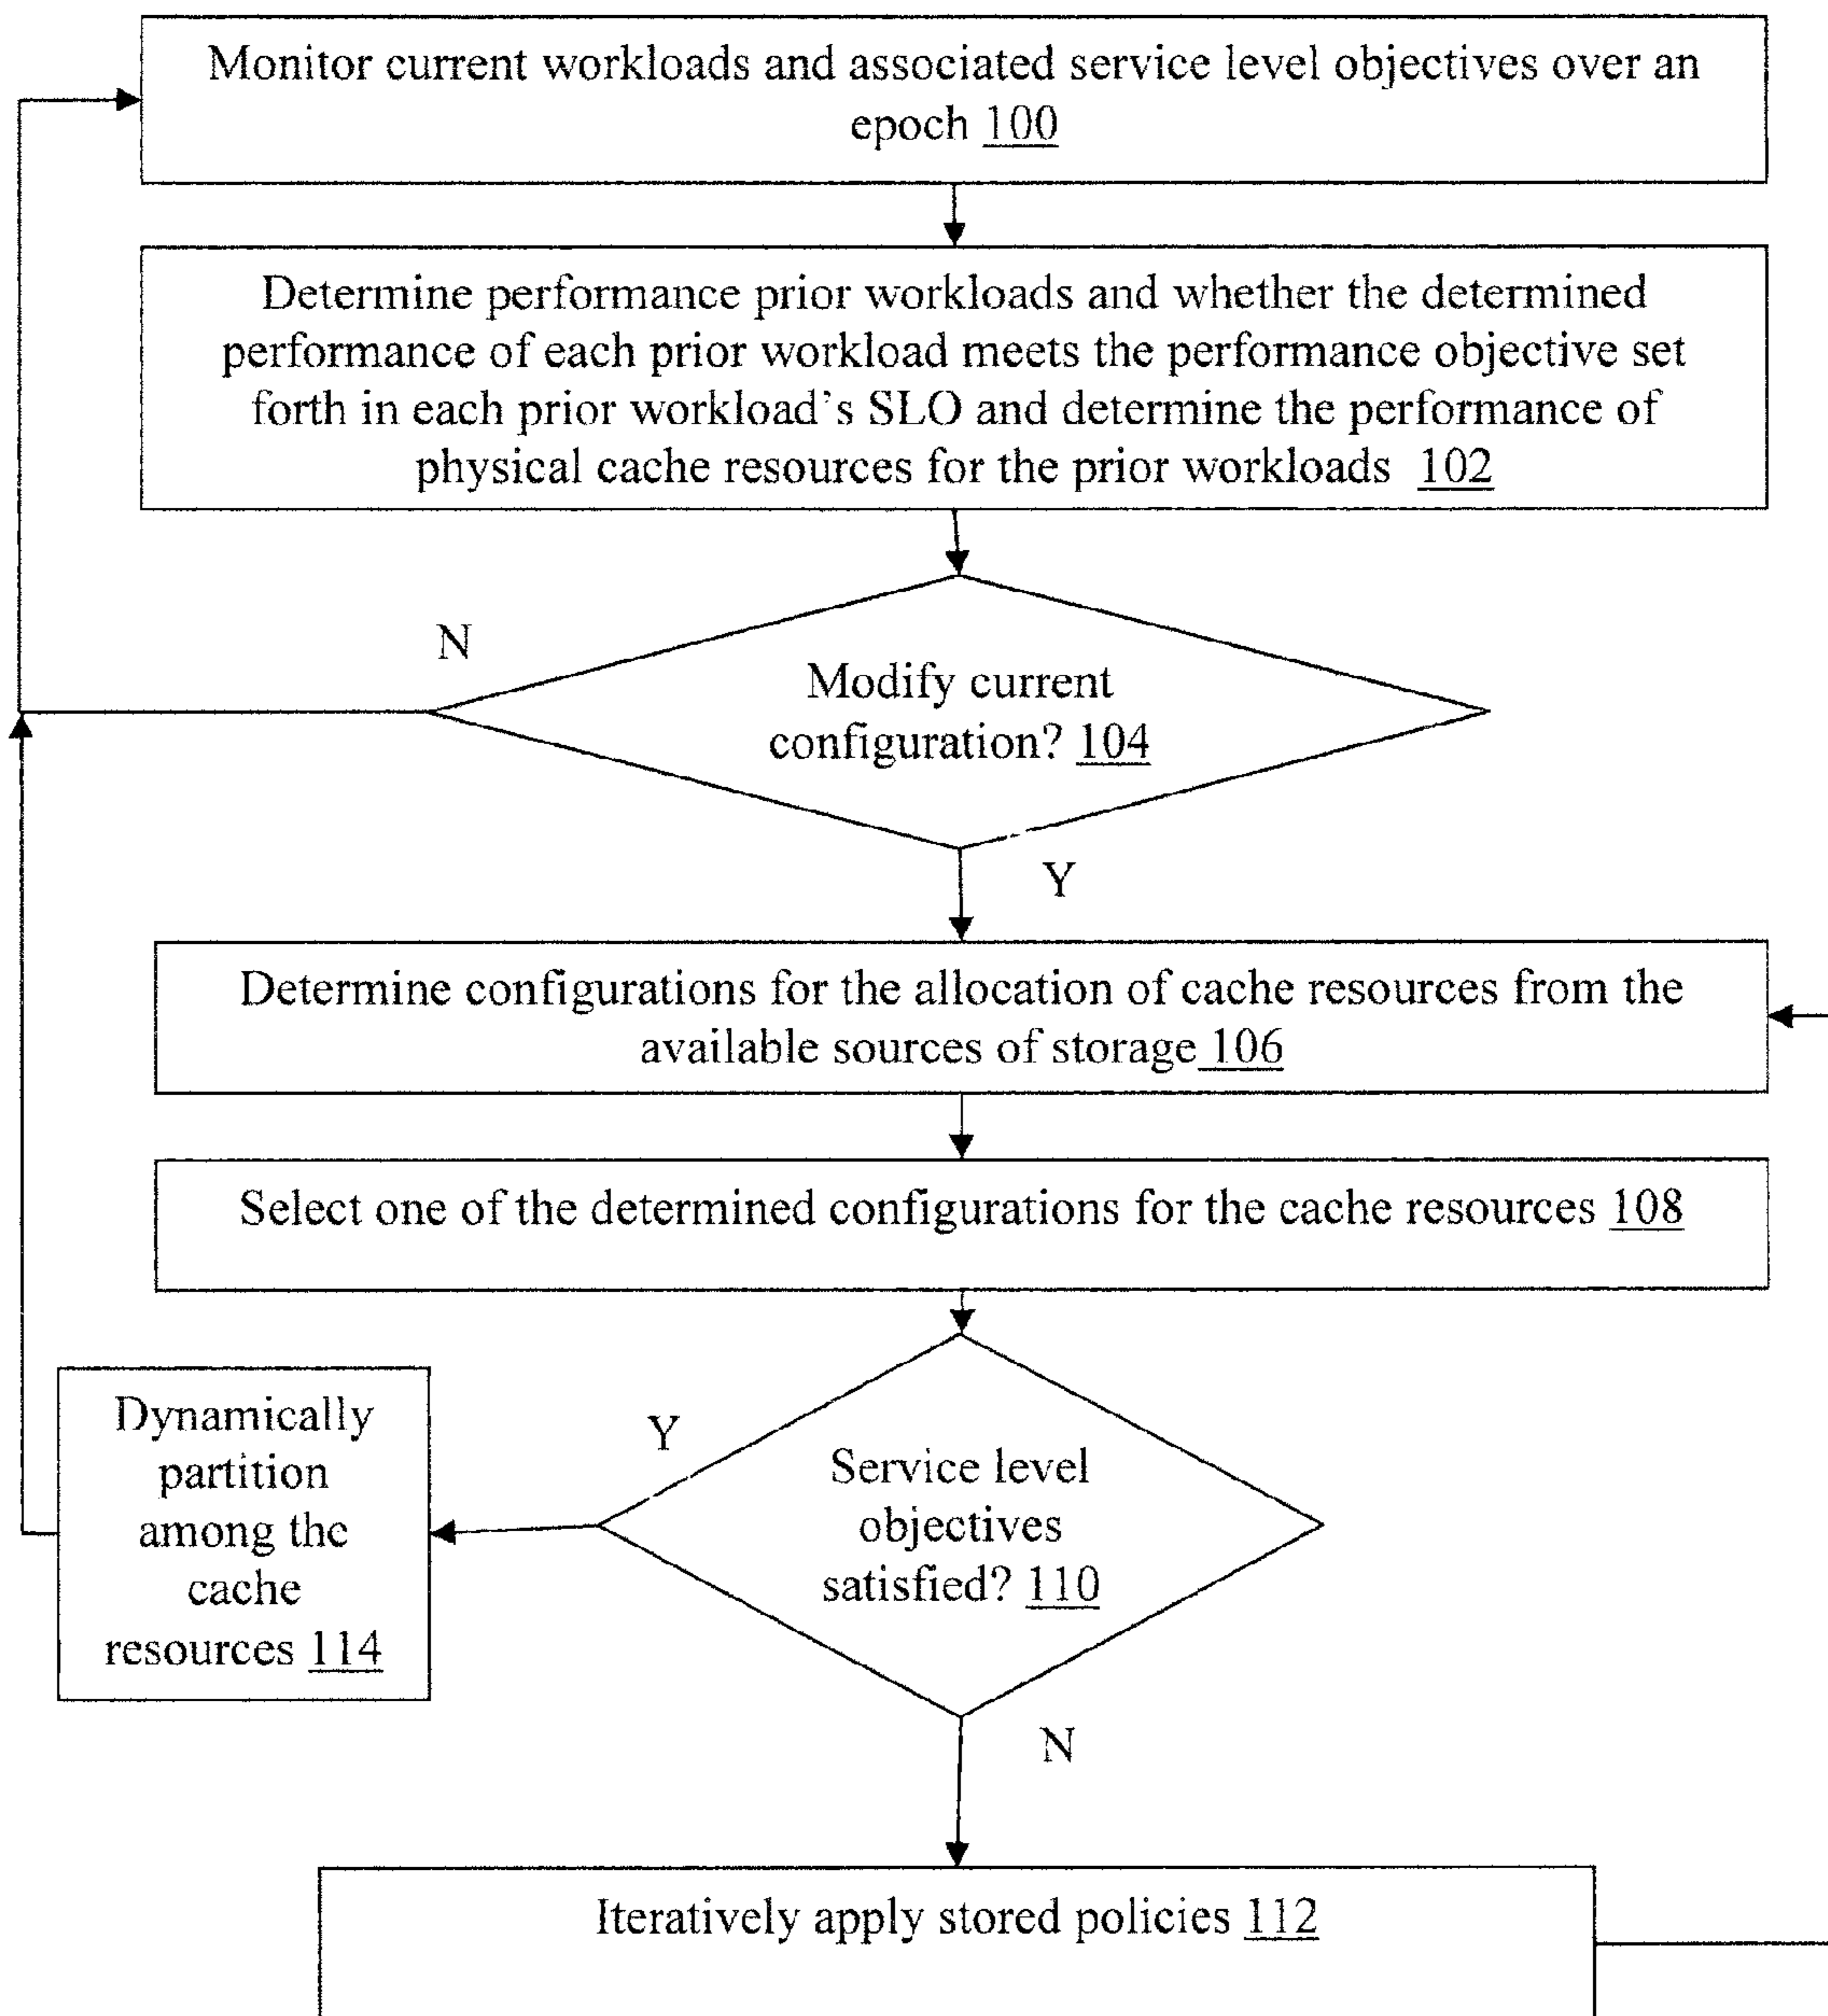 Monitor current workloads and associated service level objectives over an
epoch 100
Determine performance prior workloads and whether the determined
performance of each prior workload meets the performance objective set
forth in each prior workload's SLO and determine the performance of
physical cache resources for the prior workloads 102
N
Modify current
configuration? 104
Y
Determine configurations for the allocation of cache resources from the
available sources of storage 106
Select one of the determined configurations for the cache resources 108
Dynamically
partition
among the
cache
resources 114
Y
Service level
objectives
satisfied? 110
N
Iteratively apply stored policies 112